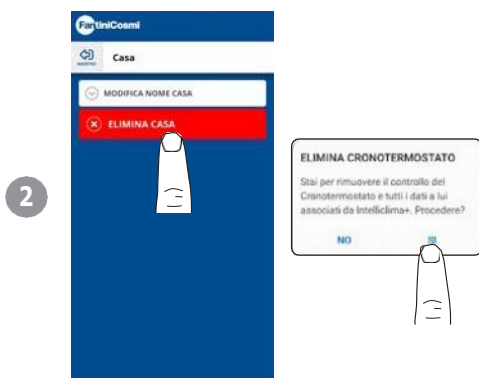 FantiniCosmi
Casa
MODIFICA NOME CASA
ELIMINA CASA
2
ELIMINA CRONOTERMOSTATO
Stai per rimuovere il controllo del
Cronotermostato e tutti i dati a lui
associati da Intelliclima+. Procedere?
NO